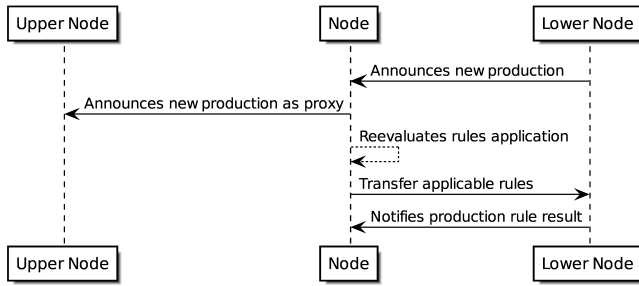 Upper Node
Node
Lower Node
Announces new production
Announces new production as proxy
Reevaluates rules application
Transfer applicable rules
Notifies production rule result
Upper Node
Node
Lower Node